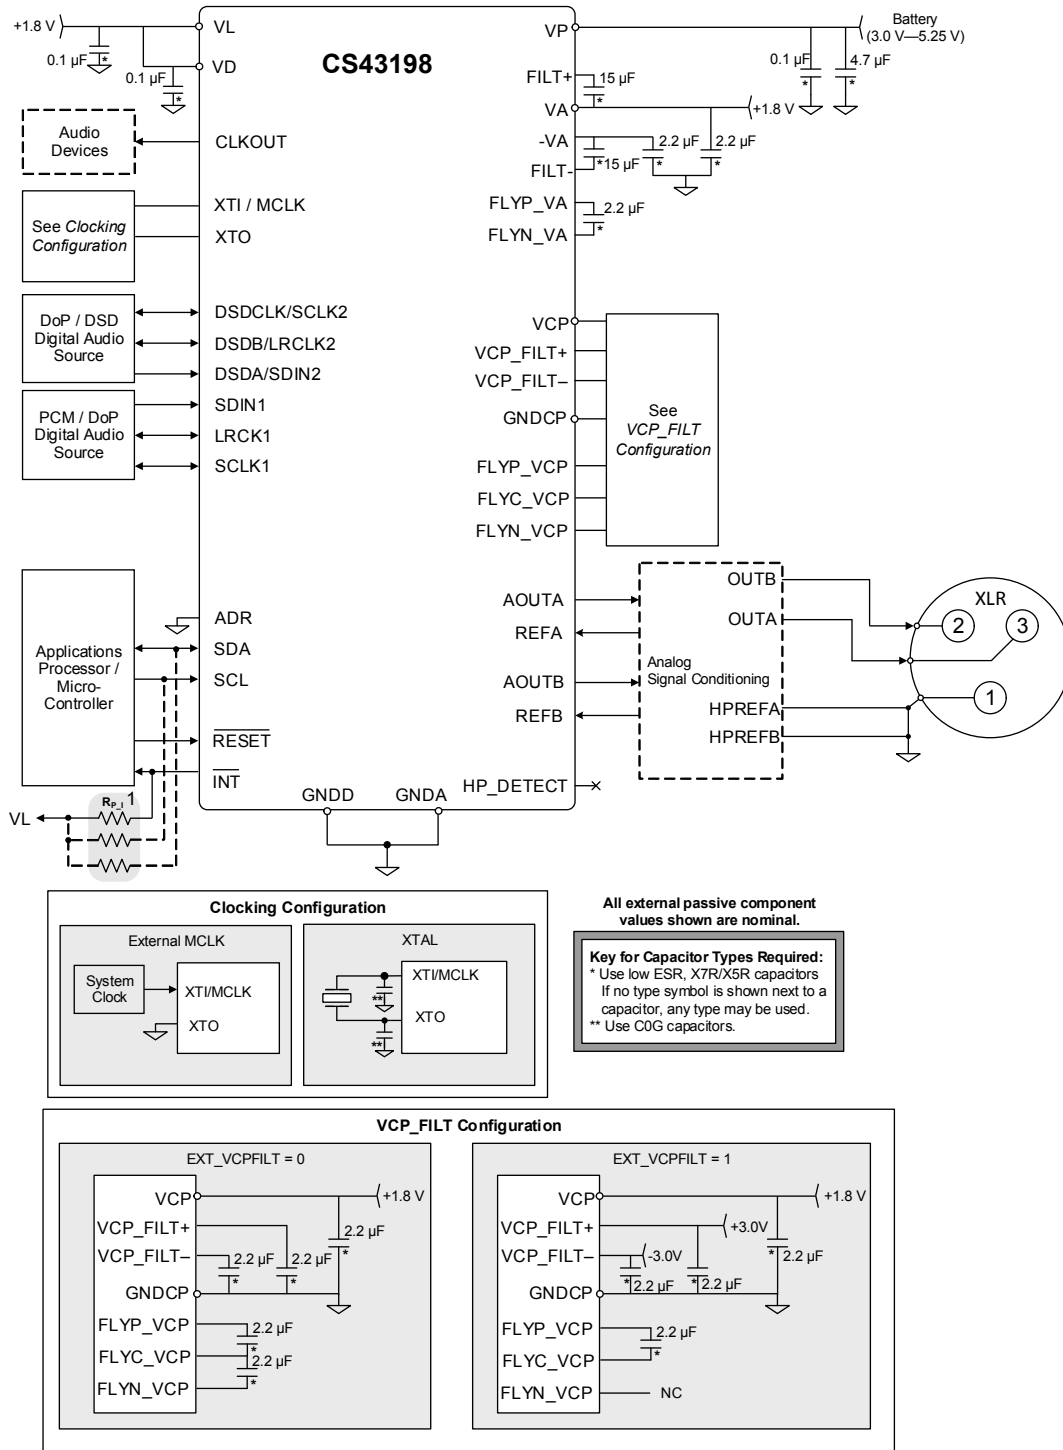 CS43198
+1.8 V
VL
0.1 µF
*
VD
0.1 µF
*
Audio
Devices
CLKOUT
See Clocking
Configuration
XTI / MCLK
XTO
DoP / DSD
Digital Audio
Source
DSDCLK/SCLK2
DSDB/LRCLK2
DSDA/SDIN2
PCM / DoP
Digital Audio
Source
SDIN1
LRCK1
SCLK1
Applications
Processor /
Micro-
Controller
ADR
SDA
SCL
RESET
INT
VL
RP_I 1
GNDD
GNDA
VP
Battery
(3.0 V—5.25 V)
0.1 µF
*
4.7 µF
*
FILT+
15 µF
*
VA
+1.8 V
-VA
2.2 µF
*
2.2 µF
*
15 µF
*
FILT-
FLYP_VA
2.2 µF
*
FLYN_VA
VCP
VCP_FILT+
VCP_FILT–
GNDCP
FLYP_VCP
FLYC_VCP
FLYN_VCP
See
VCP_FILT
Configuration
AOUTA
REFA
AOUTB
REFB
HP_DETECT
Analog
Signal Conditioning
OUTB
OUTA
HPREFA
HPREFB
XLR
2
3
1
Clocking Configuration
External MCLK
System
Clock
XTI/MCLK
XTO
XTAL
XTI/MCLK
**
XTO
**
All external passive component
values shown are nominal.
Key for Capacitor Types Required:
* Use low ESR, X7R/X5R capacitors
If no type symbol is shown next to a
capacitor, any type may be used.
** Use C0G capacitors.
VCP_FILT Configuration
EXT_VCPFILT = 0
VCP
+1.8 V
VCP_FILT+
2.2 µF
*
VCP_FILT–
2.2 µF
*
2.2 µF
*
GNDCP
FLYP_VCP
2.2 µF
*
FLYC_VCP
2.2 µF
*
FLYN_VCP
EXT_VCPFILT = 1
VCP
+1.8 V
VCP_FILT+
+3.0V
VCP_FILT–
-3.0V
*
2.2 µF
*
2.2 µF
*
2.2 µF
GNDCP
FLYP_VCP
2.2 µF
*
FLYC_VCP
FLYN_VCP
NC